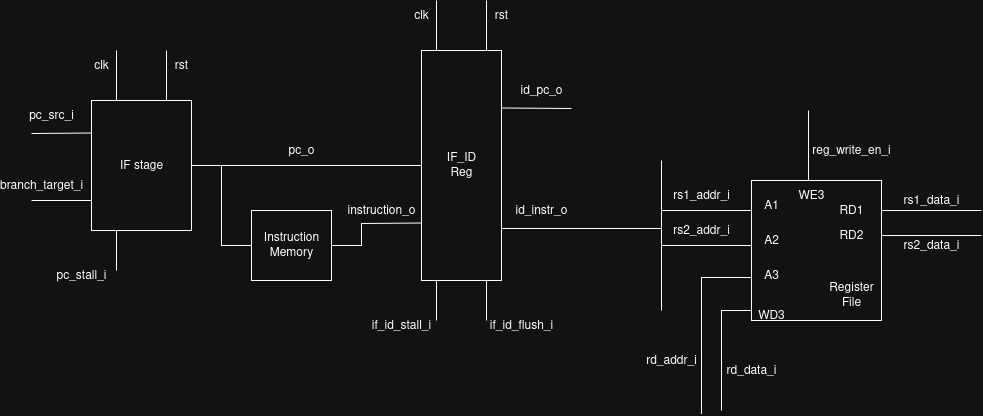 clk
rst
clk
rst
pc_src_i
id_pc_o
branch_target_i
IF stage
pc_o
IF_ID
Reg
reg_write_en_i
instruction_o
id_instr_o
Instruction
Memory
pc_stall_i
if_id_stall_i
if_id_flush_i
rs1_addr_i
rs2_addr_i
A1
A2
A3
WD3
WE3
RD1
RD2
Register
File
rs1_data_i
rs2_data_i
rd_addr_i
rd_data_i